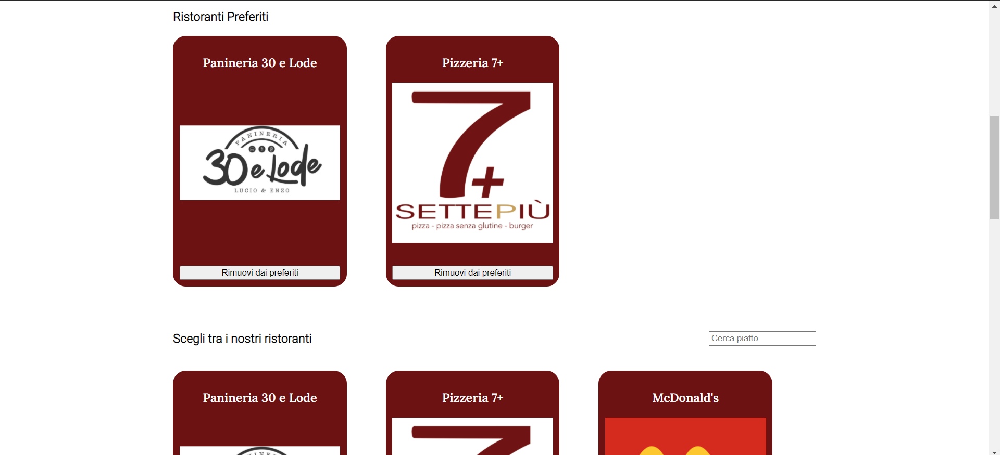 Ristoranti Preferiti
Panineria 30 e Lode
Pizzeria 7+
PANINERIA
30 e Lode
LUCIO & ENZO
7+
SETTEPIÙ
pizza - pizza senza glutine - burger
Rimuovi dai preferiti
Rimuovi dai preferiti
Scegli tra i nostri ristoranti
Cerca piatto
Panineria 30 e Lode
Pizzeria 7+
McDonald's